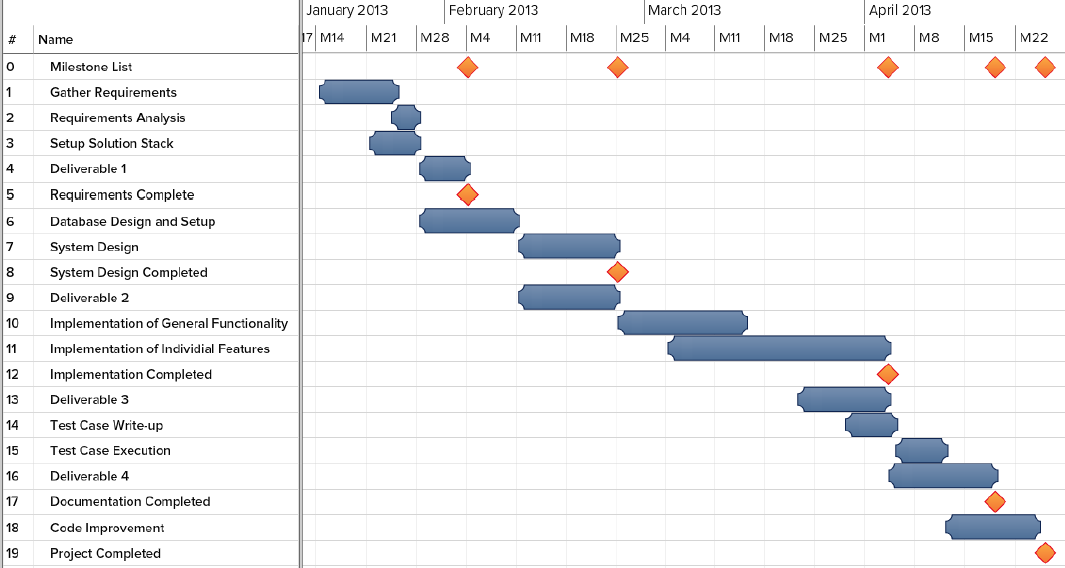 January 2013 February 2013 March 2013 April 2013
# Name 17 M14 M21 M28 M4 M11 M18 M25 M4 M11 M18 M25 M1 M8 M15 M22
0 Milestone List
1 Gather Requirements
2 Requirements Analysis
3 Setup Solution Stack
4 Deliverable 1
5 Requirements Complete
6 Database Design and Setup
7 System Design
8 System Design Completed
9 Deliverable 2
10 Implementation of General Functionality
11 Implementation of Individial Features
12 Implementation Completed
13 Deliverable 3
14 Test Case Write-up
15 Test Case Execution
16 Deliverable 4
17 Documentation Completed
18 Code Improvement
19 Project Completed